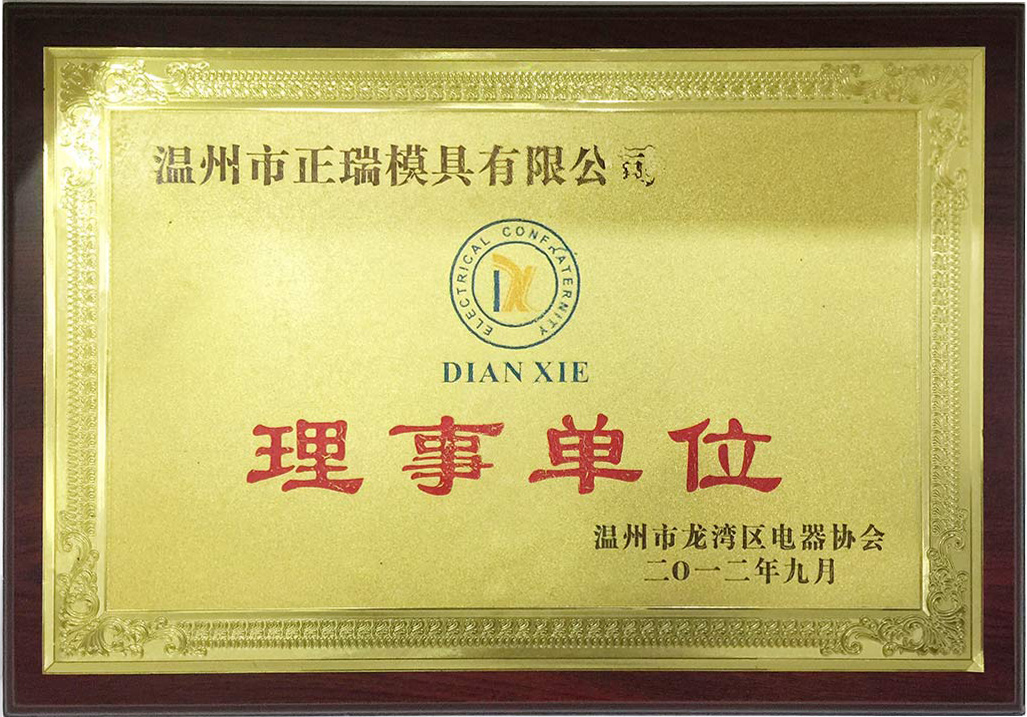 温州市正瑞模具有限公司
ELECTRICAL CONFRATERNITY
DX
DIAN XIE
理事单位
温州市龙湾区电器协会
二0一二年九月